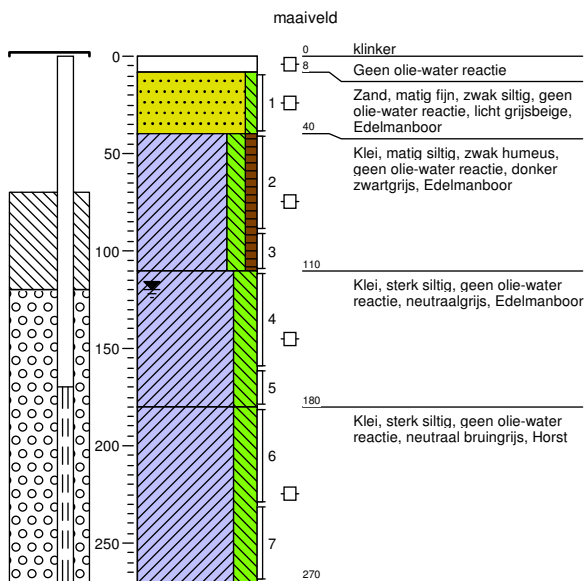 maaiveld
0
0
klinker
8
Geen olie-water reactie
1
Zand, matig fijn, zwak siltig, geen
olie-water reactie, licht grijsbeige,
Edelmanboor
40
50
Klei, matig siltig, zwak humeus,
geen olie-water reactie, donker
zwartgrijs, Edelmanboor
2
3
100
110
Klei, sterk siltig, geen olie-water
reactie, neutraalgrijs, Edelmanboor
4
150
5
180
Klei, sterk siltig, geen olie-water
reactie, neutraal bruingrijs, Horst
200
6
7
250
270